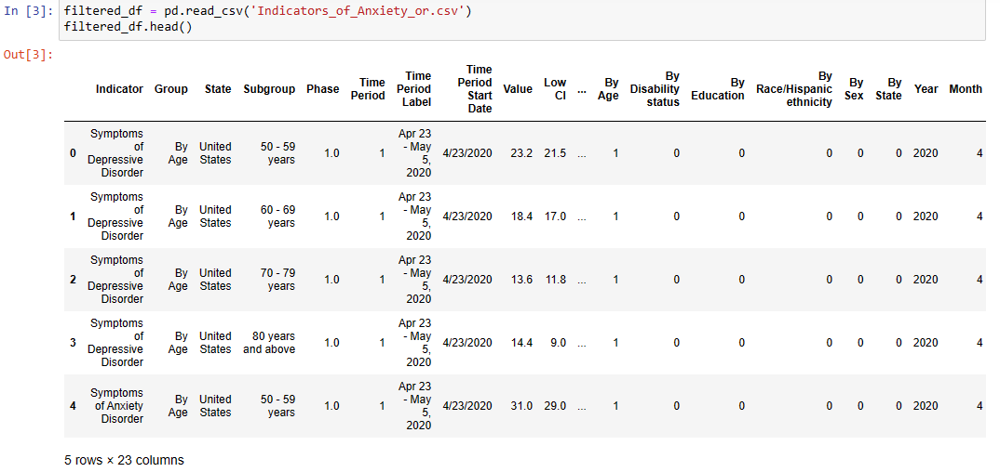 In [3]: filtered_df = pd.read_csv('Indicators_of_Anxiety_or.csv')
filtered_df.head()
Out[3]:
Indicator Group State Subgroup Phase Time Period Time Period Label Time Period Start Date Value Low CI ... By Age By Disability status By Education By Race/Hispanic ethnicity By Sex By State Year Month
0 Symptoms of Depressive Disorder By Age United States 50 - 59 years 1.0 1 Apr 23 - May 5, 2020 4/23/2020 23.2 21.5 ... 1 0 0 0 0 0 2020 4
1 Symptoms of Depressive Disorder By Age United States 60 - 69 years 1.0 1 Apr 23 - May 5, 2020 4/23/2020 18.4 17.0 ... 1 0 0 0 0 0 2020 4
2 Symptoms of Depressive Disorder By Age United States 70 - 79 years 1.0 1 Apr 23 - May 5, 2020 4/23/2020 13.6 11.8 ... 1 0 0 0 0 0 2020 4
3 Symptoms of Depressive Disorder By Age United States 80 years and above 1.0 1 Apr 23 - May 5, 2020 4/23/2020 14.4 9.0 ... 1 0 0 0 0 0 2020 4
4 Symptoms of Anxiety Disorder By Age United States 50 - 59 years 1.0 1 Apr 23 - May 5, 2020 4/23/2020 31.0 29.0 ... 1 0 0 0 0 0 2020 4
5 rows × 23 columns